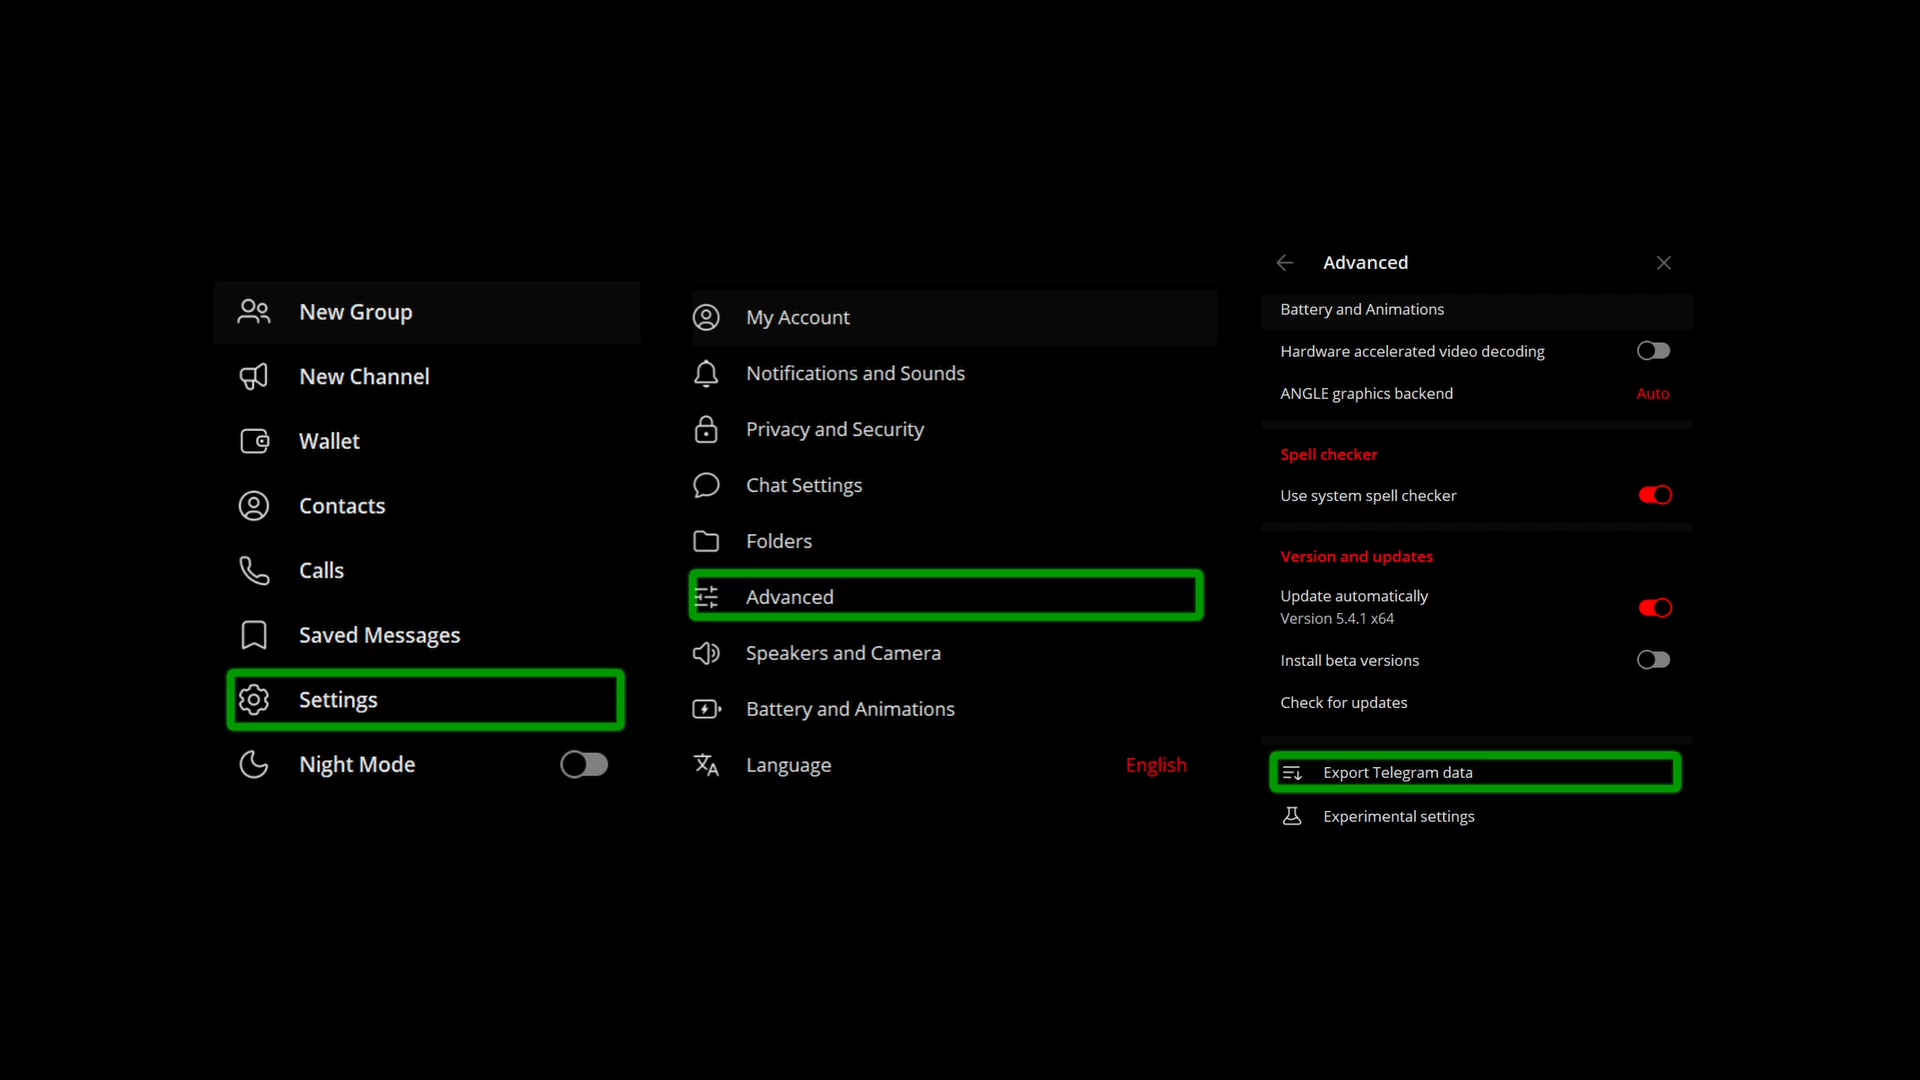 New Group
New Channel
Wallet
Contacts
Calls
Saved Messages
Settings
Night Mode
My Account
Notifications and Sounds
Privacy and Security
Chat Settings
Folders
Advanced
Speakers and Camera
Battery and Animations
Language English
Advanced
Battery and Animations
Hardware accelerated video decoding
ANGLE graphics backend Auto
Spell checker
Use system spell checker
Version and updates
Update automatically
Version 5.4.1 x64
Install beta versions
Check for updates
Export Telegram data
Experimental settings